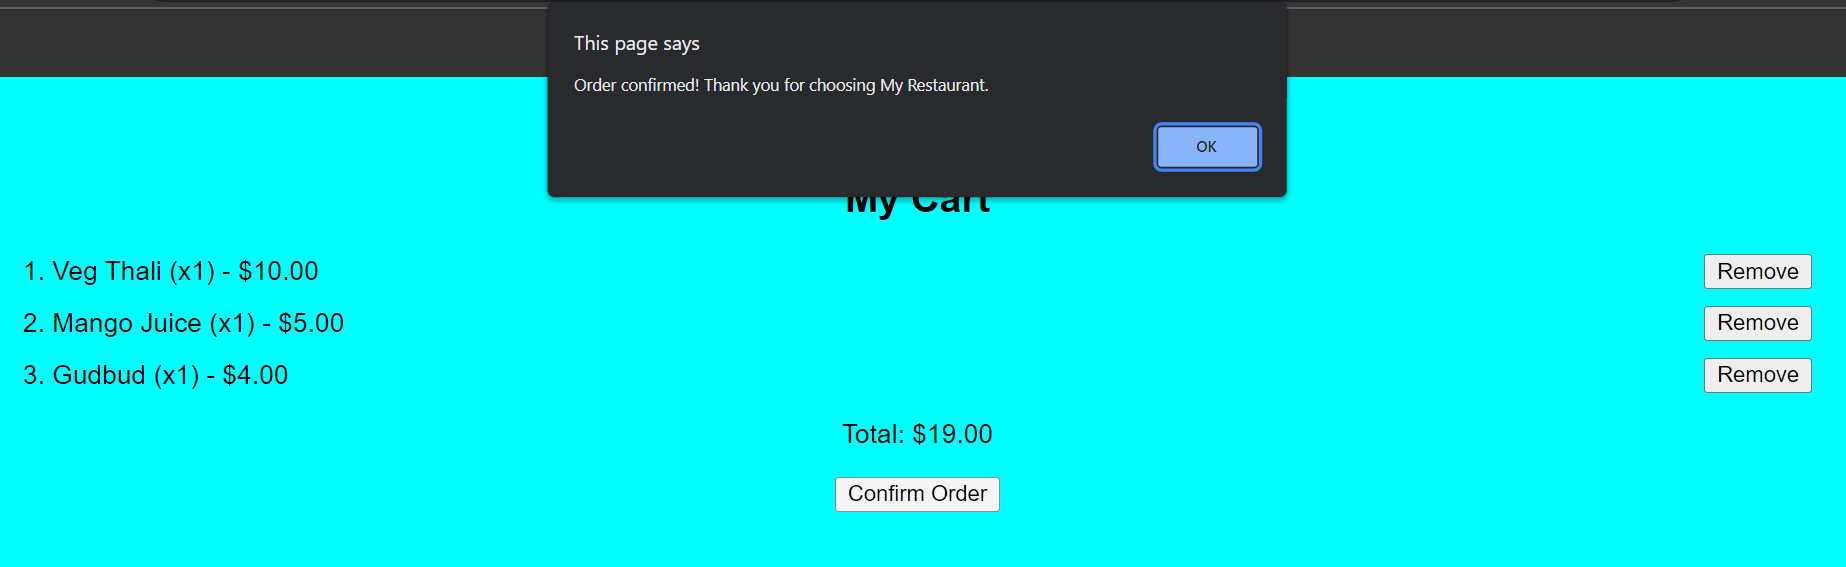 This page says
Order confirmed! Thank you for choosing My Restaurant.
OK
My Cart
1. Veg Thali (x1) - $10.00
Remove
2. Mango Juice (x1) - $5.00
Remove
3. Gudbud (x1) - $4.00
Remove
Total: $19.00
Confirm Order